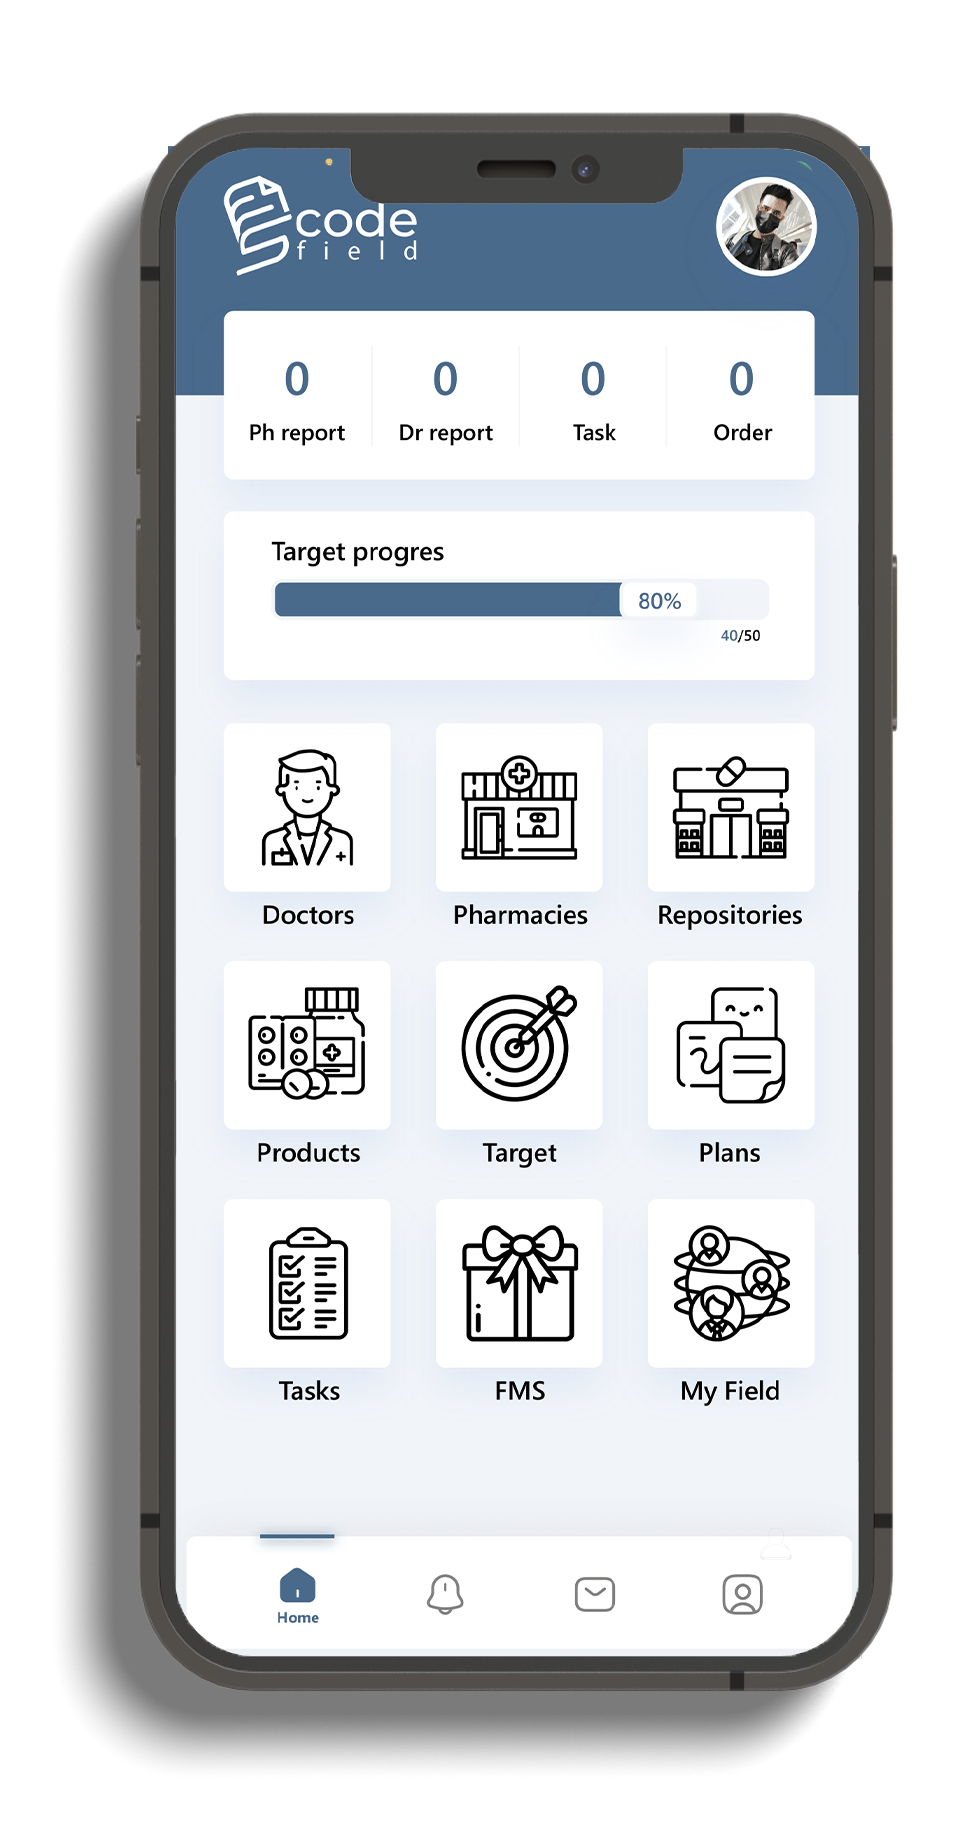 code
field
0 0 0 0
Ph report Dr report Task Order
Target progres
80%
40/50
Doctors Pharmacies Repositories
Products Target Plans
Tasks FMS My Field
Home